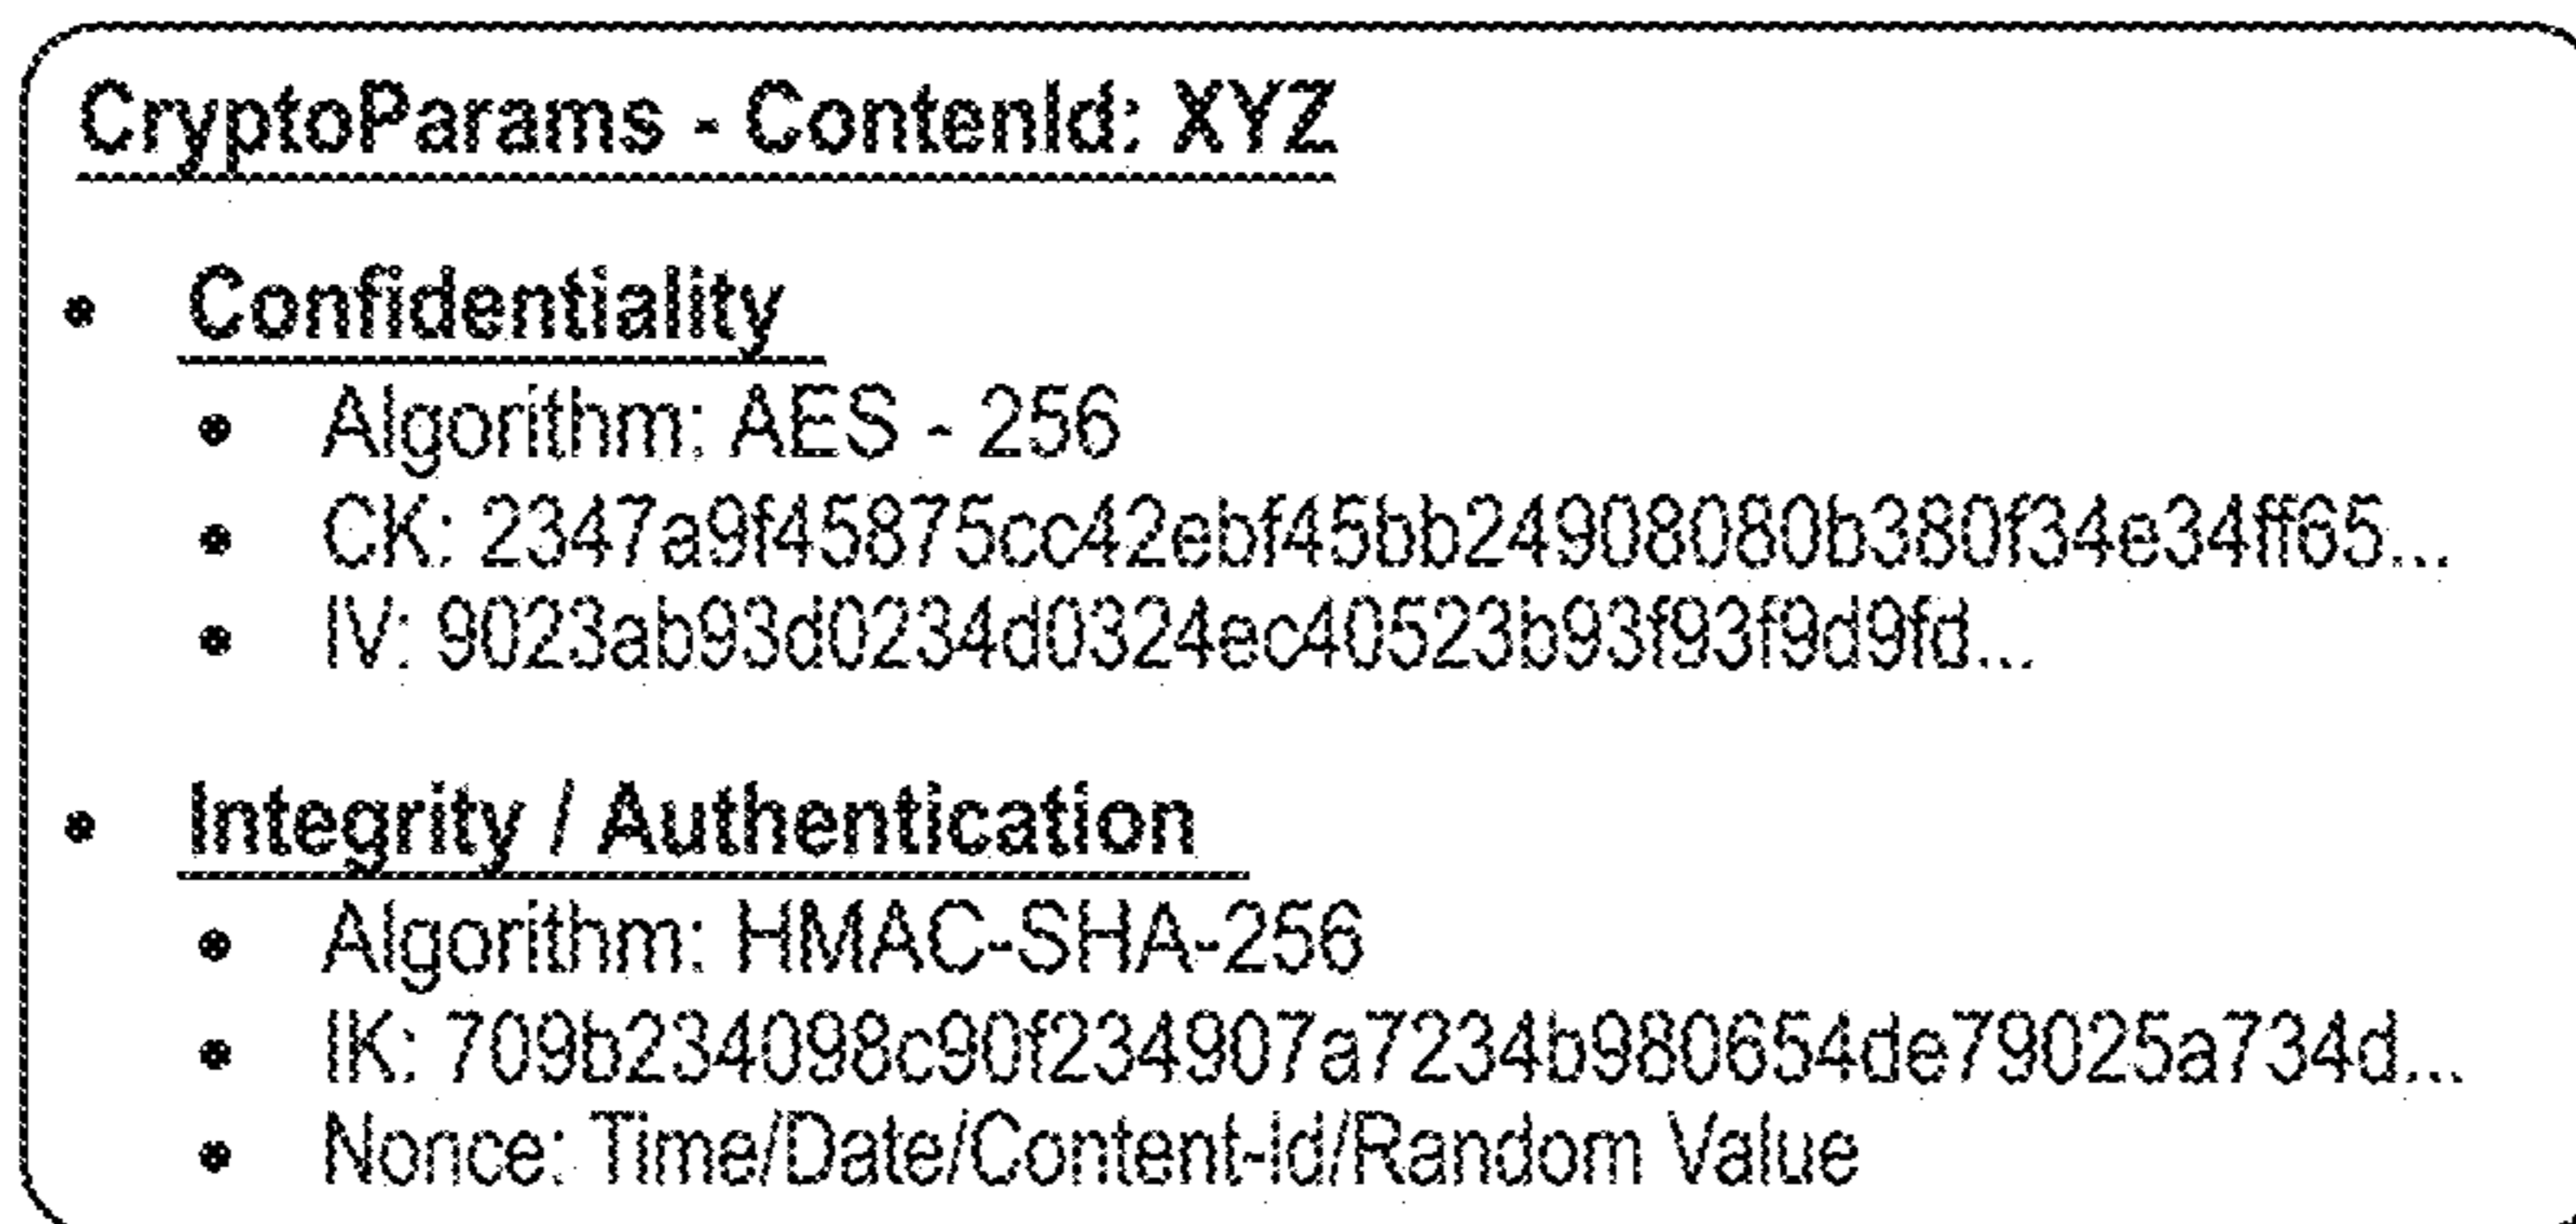 CryptoParams - ContenId: XYZ
• Confidentiality
• Algorithm: AES - 256
• CK: 2347a9f45875cc42ebf45bb24908080b380f34e34ff65...
• IV: 9023ab93d0234d0324ec40523b93f93f9d9fd...
• Integrity / Authentication
• Algorithm: HMAC-SHA-256
• IK: 709b234098c90f234907a7234b980654de79025a734d...
• Nonce: Time/Date/Content-Id/Random Value